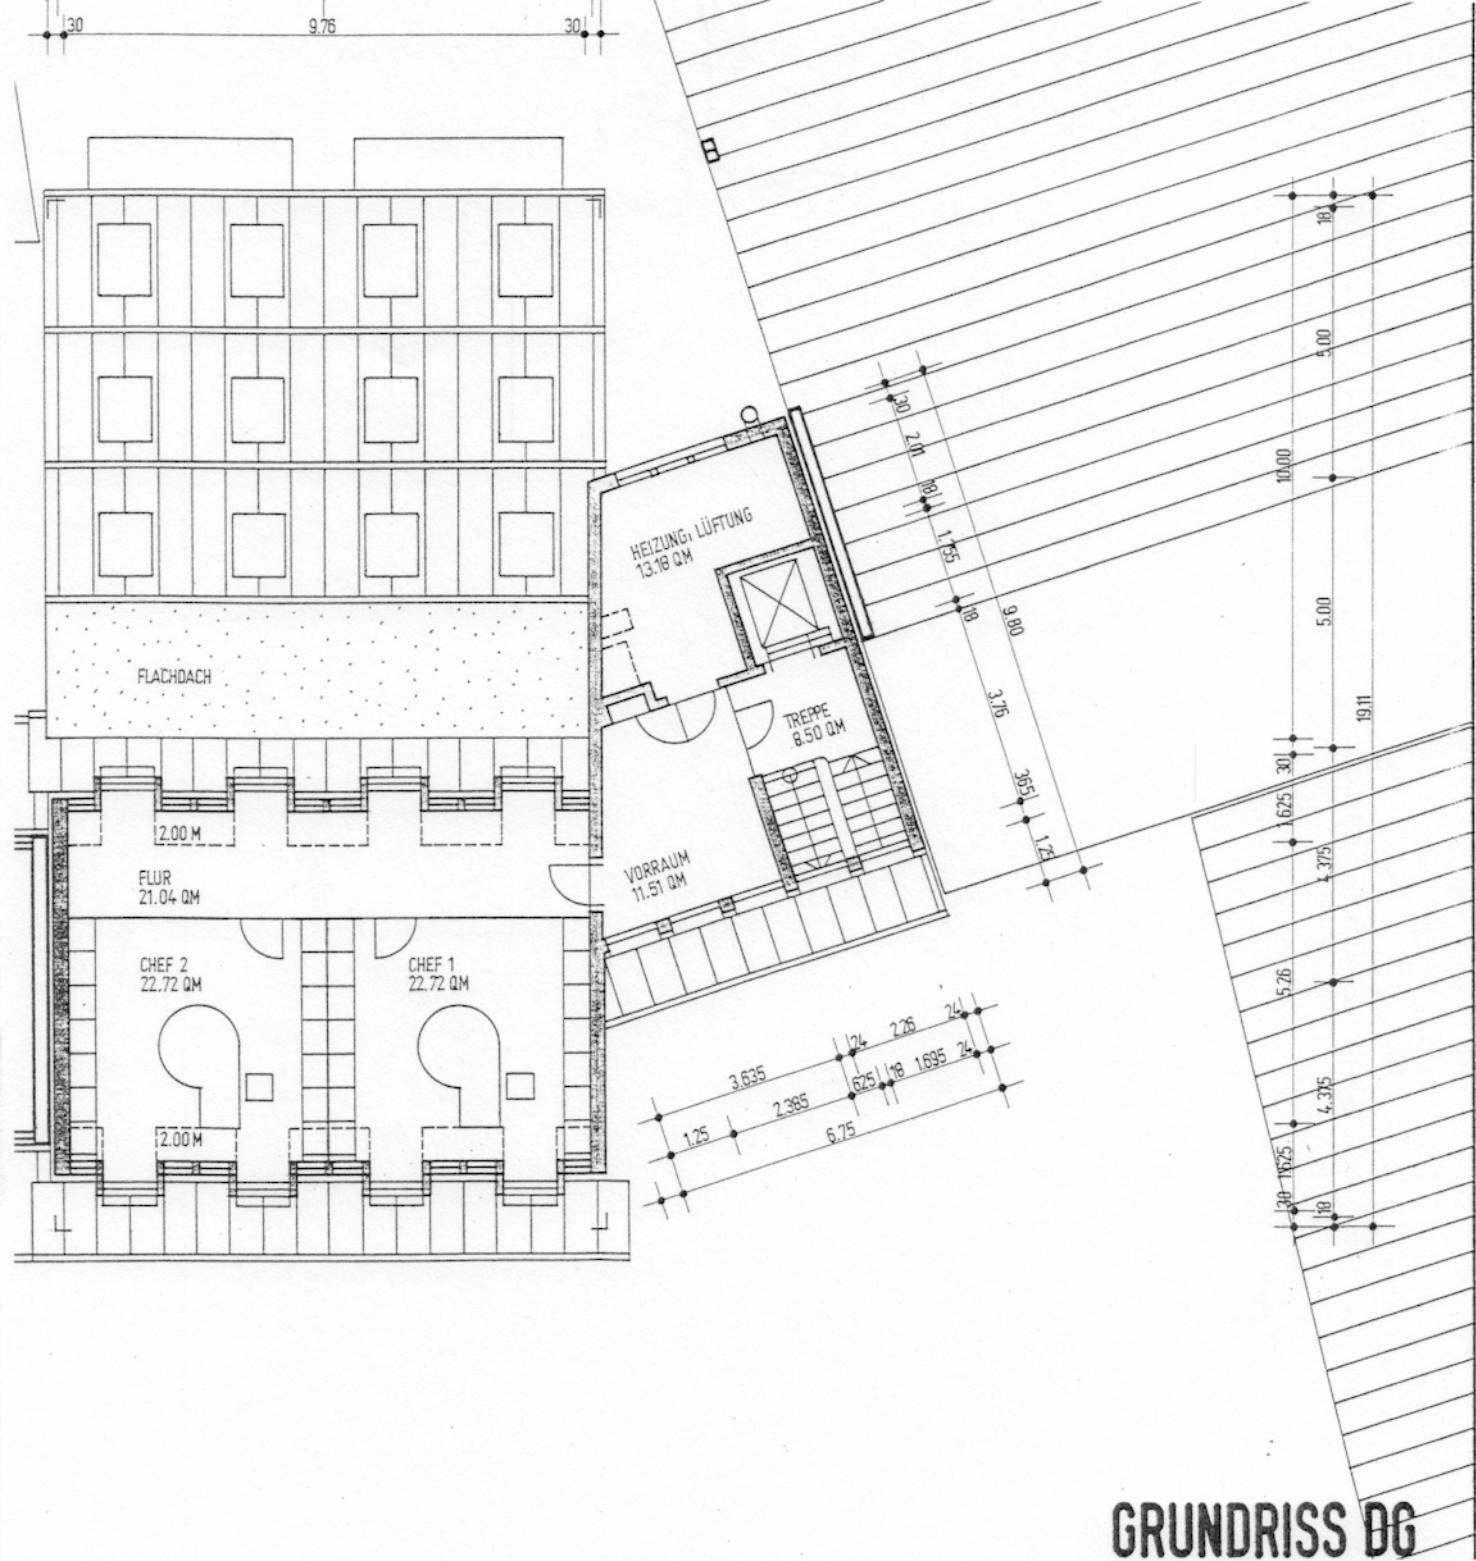 30
9.76
30
18
5.00
30
2.01
18
10.00
HEIZUNG, LÜFTUNG
13.18 QM
1.755
18
9.80
5.00
FLACHDACH
3.76
19.11
TREPPE
8.50 QM
365
30
1.625
2.00 M
1.25
4.375
VORRAUM
11.51 QM
FLUR
21.04 QM
CHEF 2
22.72 QM
CHEF 1
22.72 QM
5.26
24
2.26
24
3.635
625
18
1.695
24
2.385
4.375
1.25
6.75
2.00 M
1.625
30
18
GRUNDRISS DG